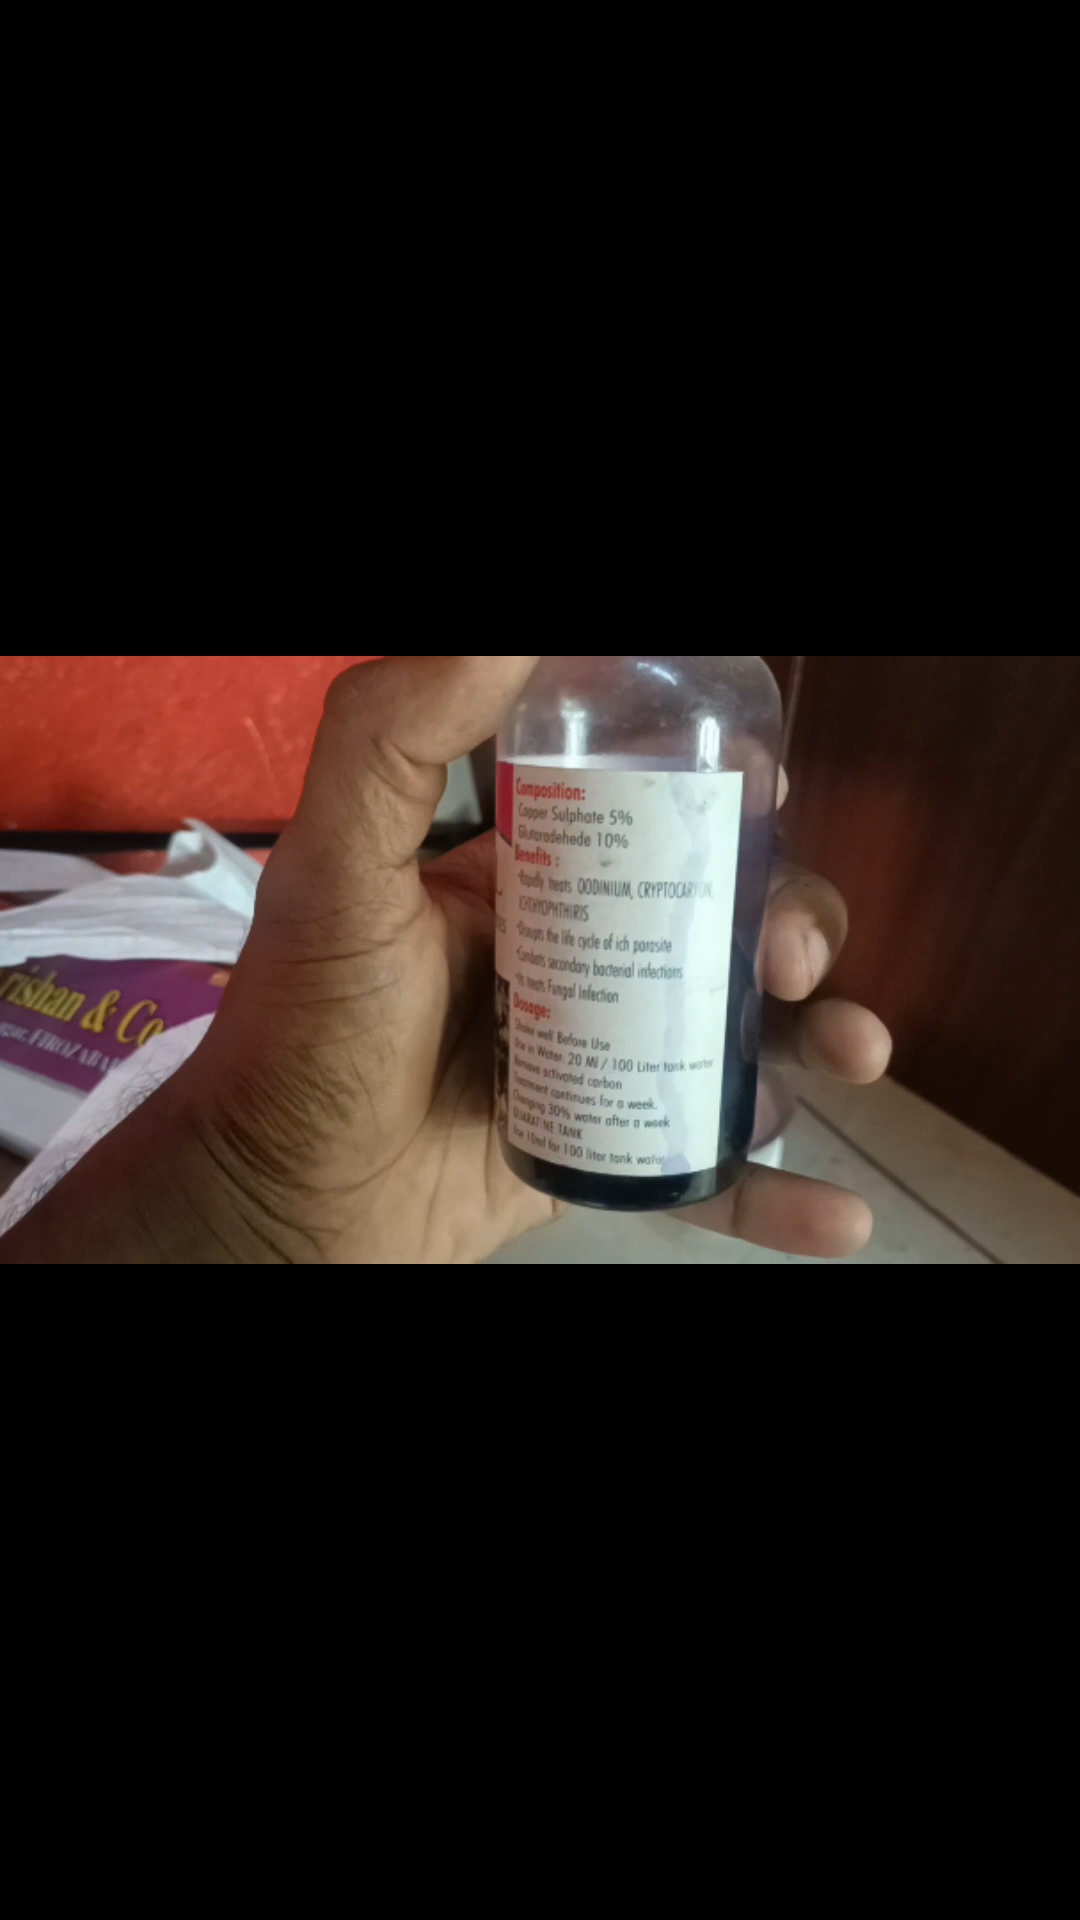 Composition:
Copper Sulphate 5%
Glutaradehede 10%
Benefits :
*Rapidly treats OODINIUM, CRYPTOCARYON,
ICHTHYOPHTHIRIS
*Disrupts the life cycle of ich parasite
*Combats secondary bacterial infections
*Its treats Fungal Infection
Dosage:
Shake well Before Use
Use in Water: 20 Ml / 100 Liter tank water
Remove activated carbon
Treatment continues for a week.
Changing 30% water after a week
QUARATINE TANK
Use 10ml for 100 liter tank water
rishan & Co
FIROZABA